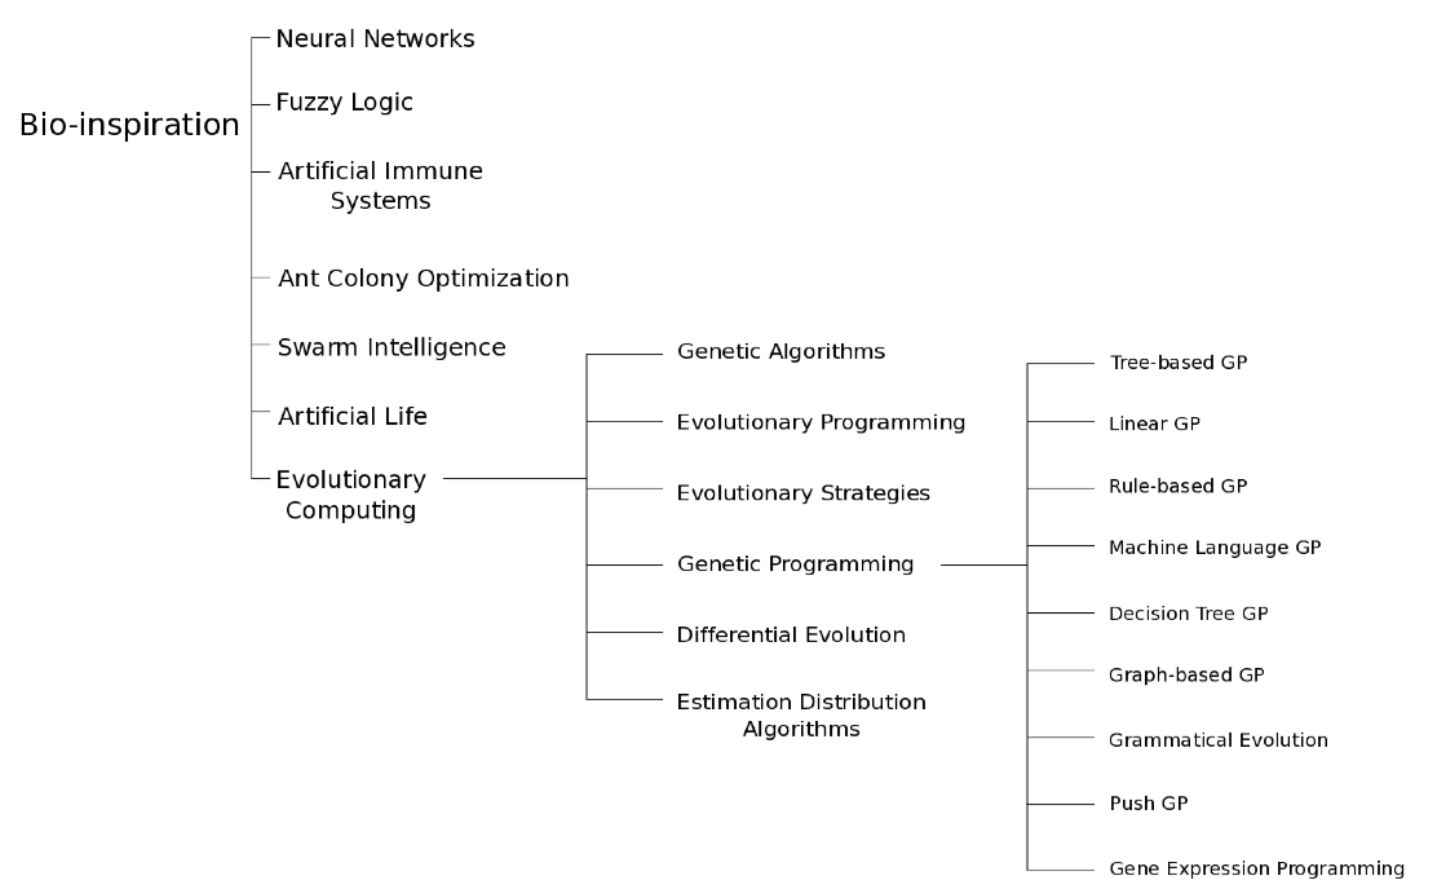 Bio-inspiration
Neural Networks
Fuzzy Logic
Artificial Immune
Systems
Ant Colony Optimization
Swarm Intelligence
Artificial Life
Evolutionary
Computing
Genetic Algorithms
Evolutionary Programming
Evolutionary Strategies
Genetic Programming
Differential Evolution
Estimation Distribution
Algorithms
Tree-based GP
Linear GP
Rule-based GP
Machine Language GP
Decision Tree GP
Graph-based GP
Grammatical Evolution
Push GP
Gene Expression Programming